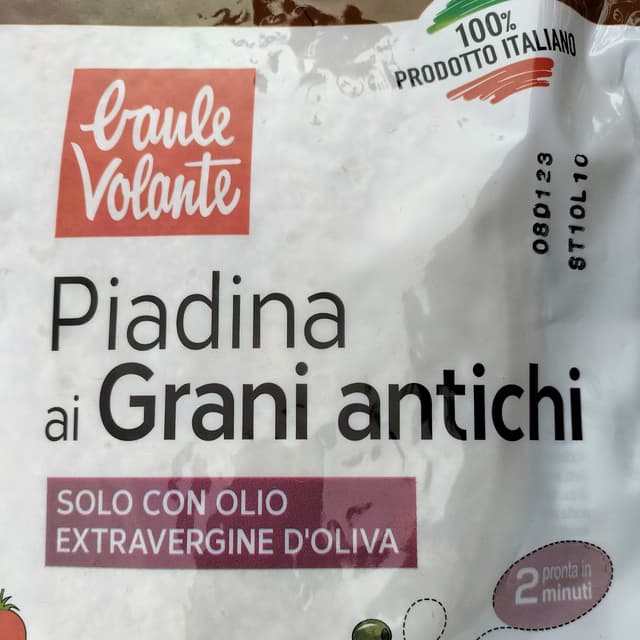 100%
PRODOTTO ITALIANO
baule
volante
08D123
8T10L10
Piadina
ai Grani antichi
SOLO CON OLIO
EXTRAVERGINE D'OLIVA
2 pronta in
minuti